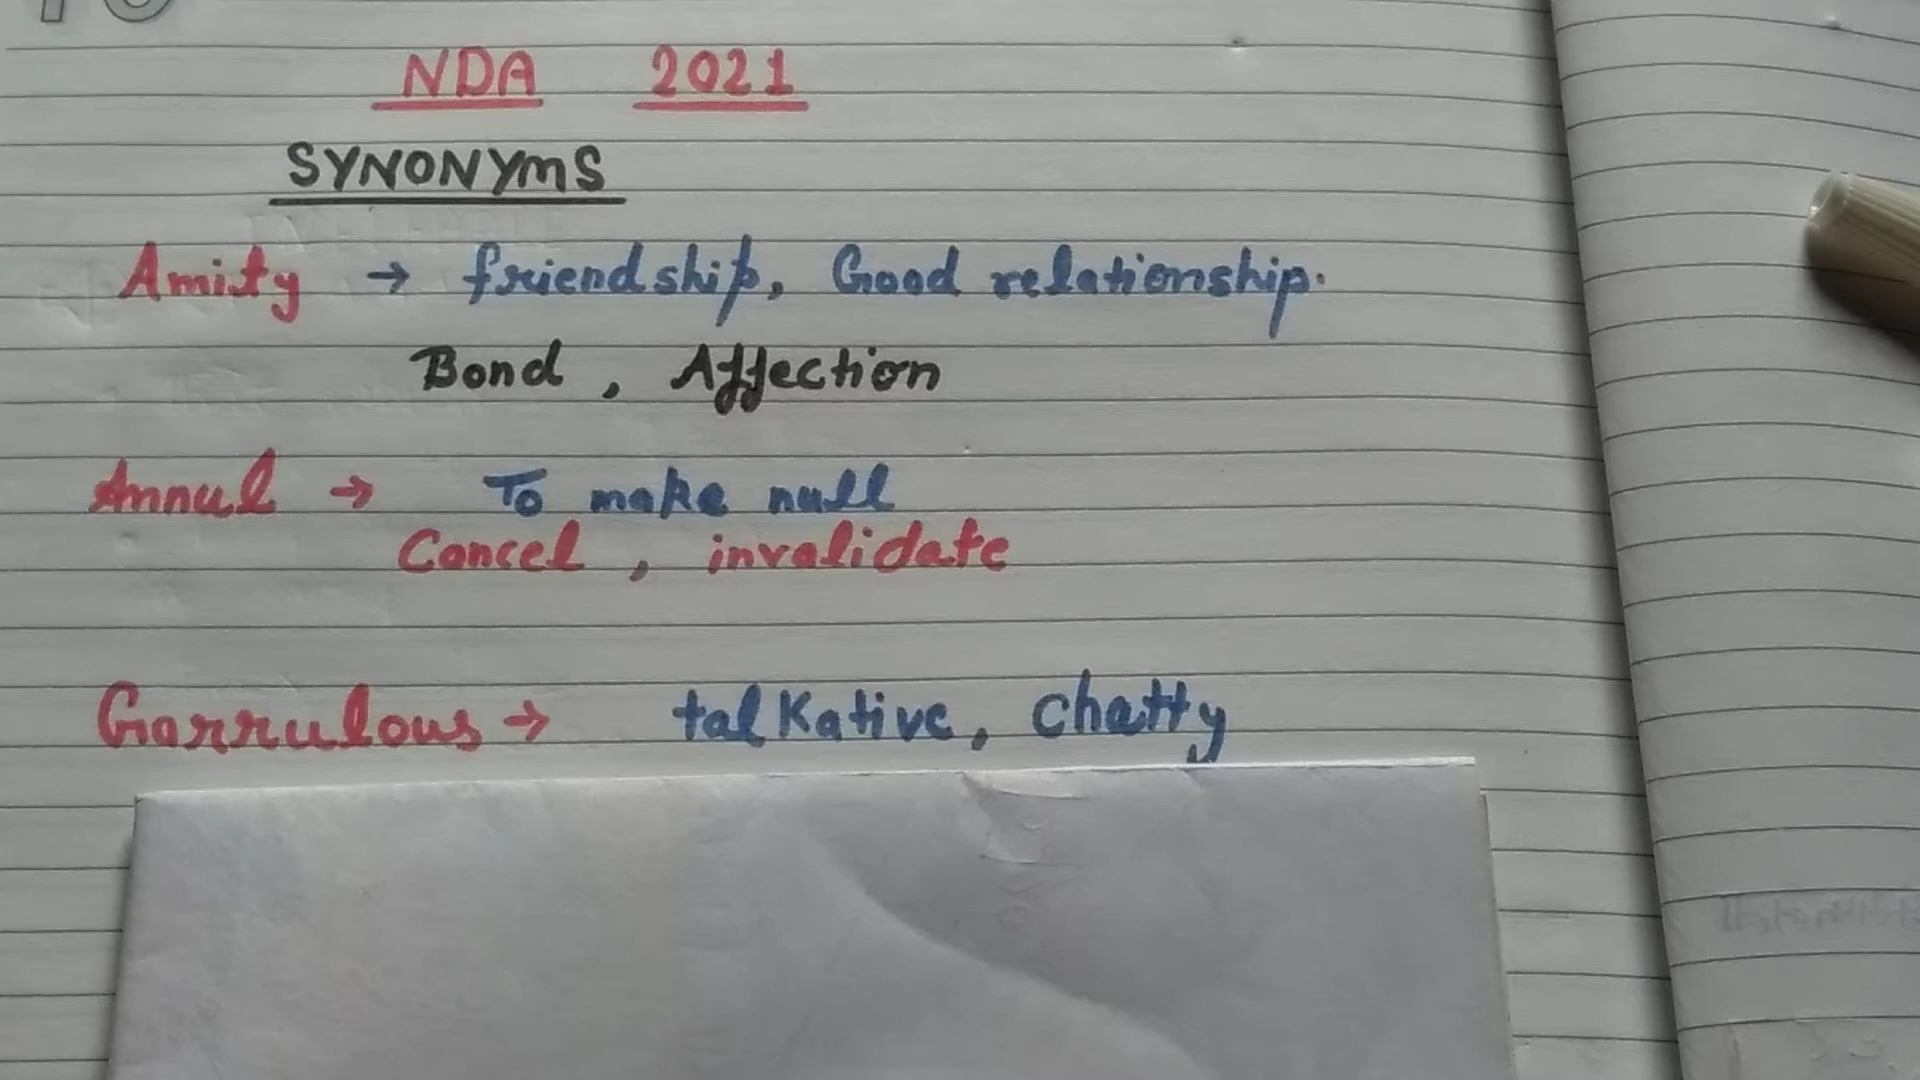 NDA 2021
SYNONYMS
Amity → friendship, Good relationship.
Bond, Affection
Annul → To make null
Cancel, invalidate
Garrulous → talkative, chatty